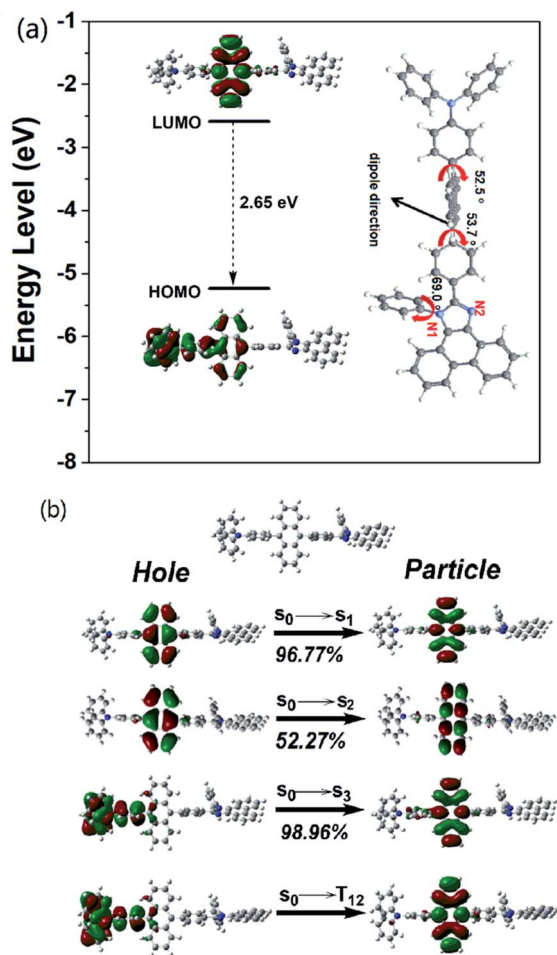 (a)
-1
-2
-3
-4
-5
-6
-7
-8
Energy Level (eV)
LUMO
2.65 eV
HOMO
dipole direction
52.5 °
53.7 °
69.0 °
N1
N2
(b)
Hole
Particle
S₀ → S₁
96.77%
S₀ → S₂
52.27%
S₀ → S₃
98.96%
S₀ → T₁₂